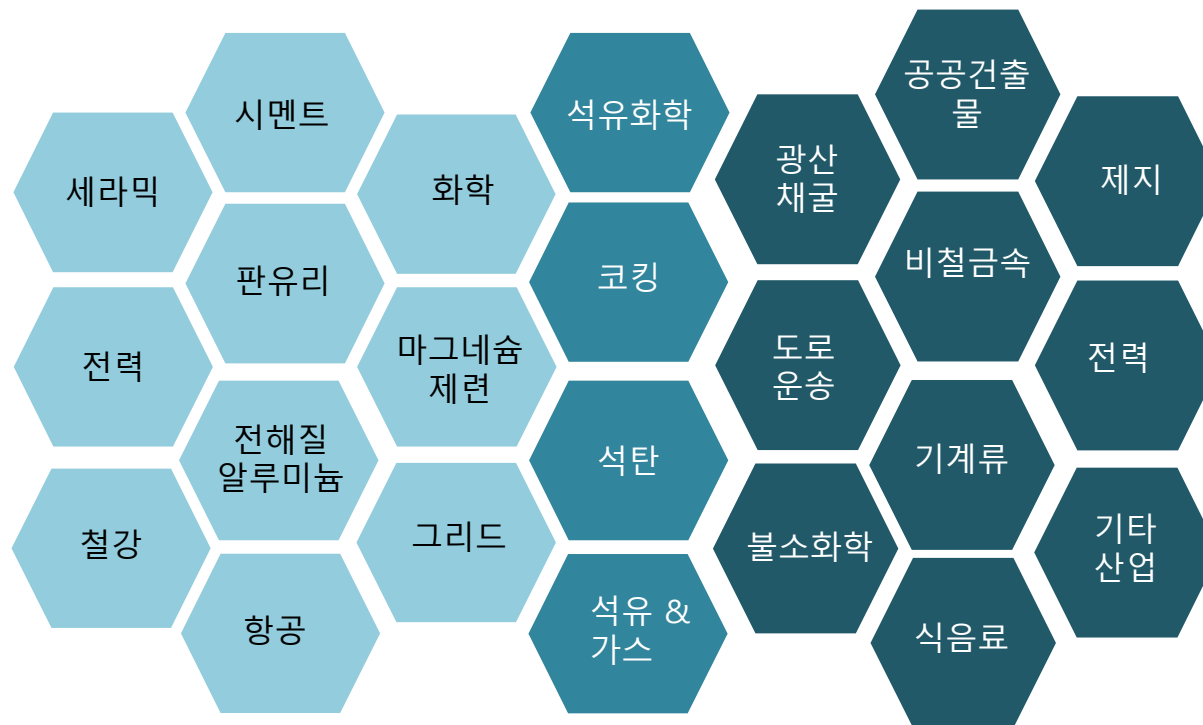 세라믹
전력
철강
시멘트
판유리
전해질
알루미늄
항공
화학
마그네슘
제련
그리드
석유화학
코킹
석탄
석유 &
가스
광산
채굴
도로
운송
불소화학
공공건출
물
비철금속
기계류
식음료
제지
전력
기타
산업